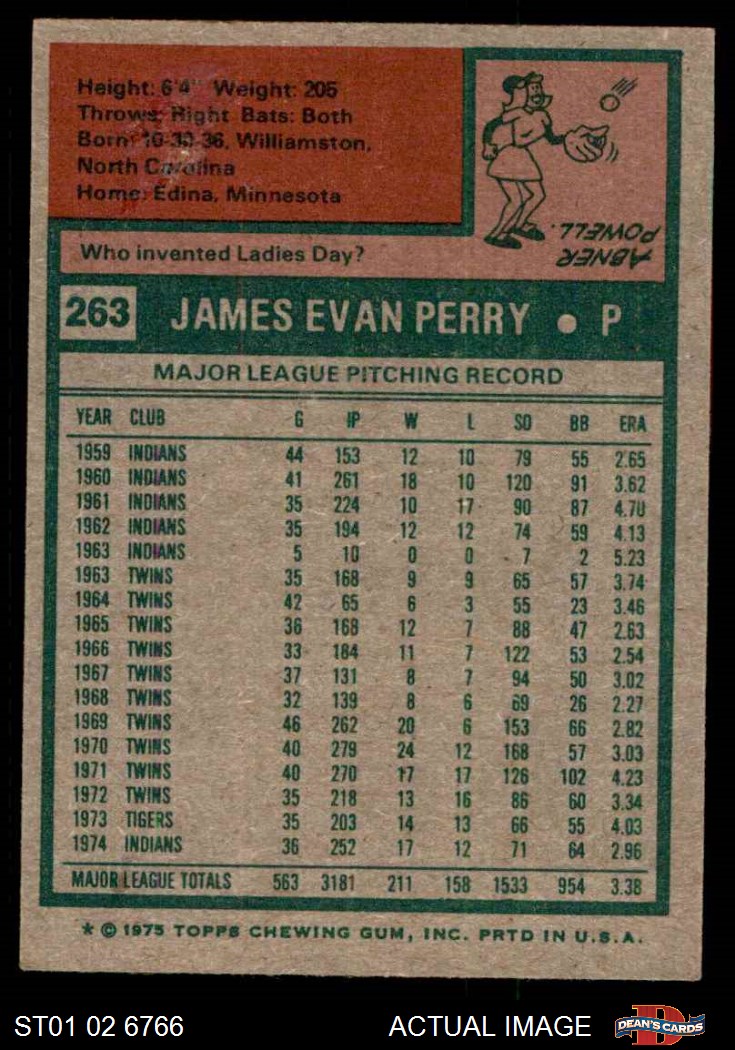 Height: 6'4" Weight: 205
Throws: Right Bats: Both
Born: 10-30-36, Williamston,
North Carolina
Home: Edina, Minnesota
Who invented Ladies Day?
ABNER
POWELL.
263 JAMES EVAN PERRY • P
MAJOR LEAGUE PITCHING RECORD
YEAR CLUB G IP W L SO BB ERA
1959 INDIANS 44 153 12 10 79 55 2.65
1960 INDIANS 41 261 18 10 120 91 3.62
1961 INDIANS 35 224 10 17 90 87 4.70
1962 INDIANS 35 194 12 12 74 59 4.13
1963 INDIANS 5 10 0 0 7 2 5.23
1963 TWINS 35 168 9 9 65 57 3.74
1964 TWINS 42 65 6 3 55 23 3.46
1965 TWINS 36 168 12 7 88 47 2.63
1966 TWINS 33 184 11 7 122 53 2.54
1967 TWINS 37 131 8 7 94 50 3.02
1968 TWINS 32 139 8 6 69 26 2.27
1969 TWINS 46 262 20 6 153 66 2.82
1970 TWINS 40 279 24 12 168 57 3.03
1971 TWINS 40 270 17 17 126 102 4.23
1972 TWINS 35 218 13 16 86 60 3.34
1973 TIGERS 35 203 14 13 66 55 4.03
1974 INDIANS 36 252 17 12 71 64 2.96
MAJOR LEAGUE TOTALS 563 3181 211 158 1533 954 3.38
* © 1975 TOPPS CHEWING GUM, INC. PRTD IN U.S.A.
ST01 02 6766 ACTUAL IMAGE
D
DEAN'S CARDS